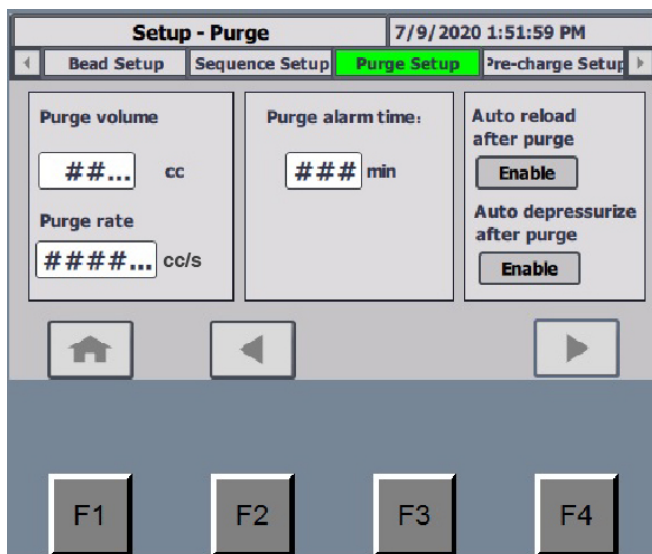 Setup - Purge
7/9/2020 1:51:59 PM
Bead Setup
Sequence Setup
Purge Setup
Pre-charge Setup
Purge volume
##... cc
Purge rate
####... cc/s
Purge alarm time:
### min
Auto reload
after purge
Enable
Auto depressurize
after purge
Enable
F1
F2
F3
F4